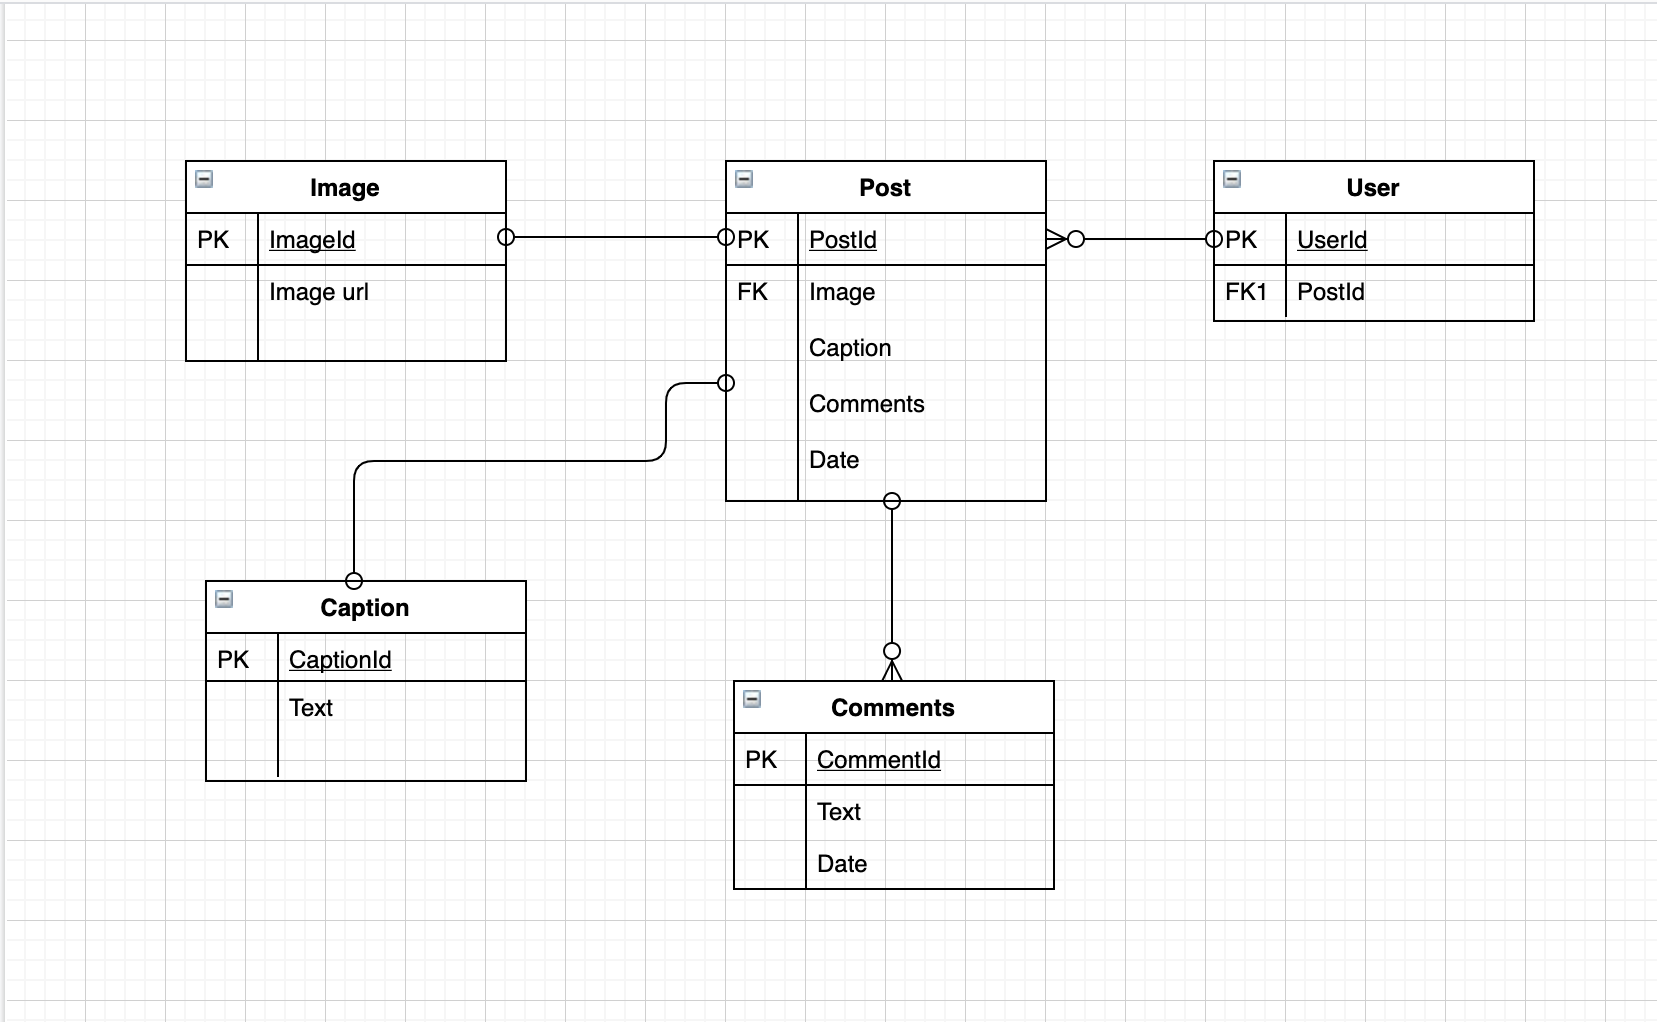 Image
PK ImageId
Image url
Post
PK PostId
FK Image
Caption
Comments
Date
User
PK UserId
FK1 PostId
Caption
PK CaptionId
Text
Comments
PK CommentId
Text
Date